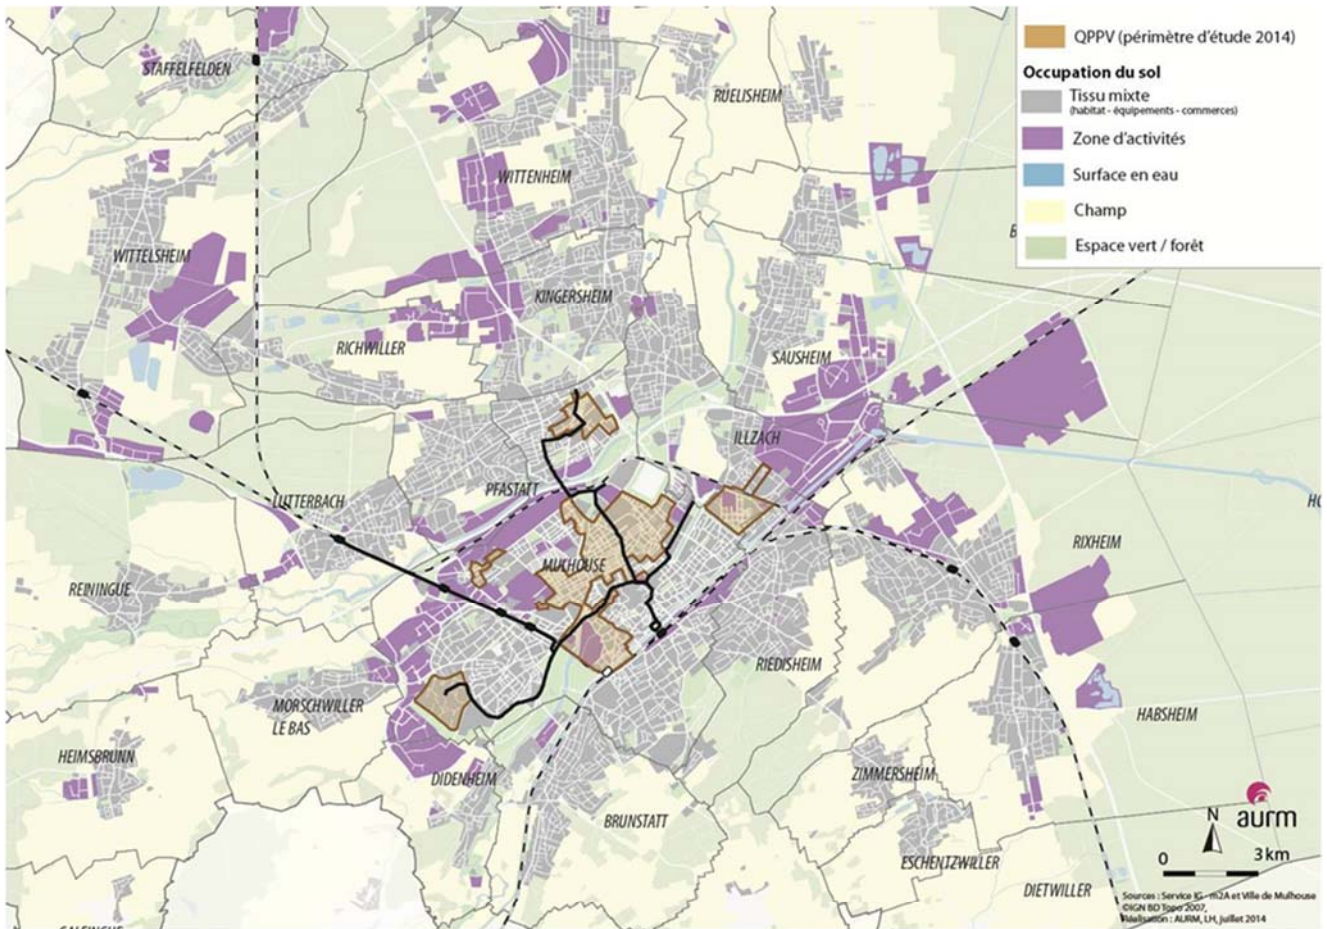 QPPV (périmètre d'étude 2014)
Occupation du sol
Tissu mixte
(habitat - équipements - commerces)
Zone d'activités
Surface en eau
Champ
Espace vert / forêt
STAFFELFELDEN
RUELISHEIM
WITTENHEIM
WITTELSHEIM
KINGERSHEIM
RICHWILLER
SAUSHEIM
ILLZACH
PFASTATT
LUTTERBACH
RIXHEIM
MULHOUSE
REININGUE
RIEDISHEIM
MORSCHWILLER
LE BAS
HABSHEIM
HEIMSBRUNN
DIDENHEIM
ZIMMERSHEIM
BRUNSTATT
ESCHENTZWILLER
DIETWILLER
N
aurm
0 3 km
Sources : Service IG - m2A et Ville de Mulhouse
©IGN BD Topo 2007,
Réalisation : AURM, LH, juillet 2014